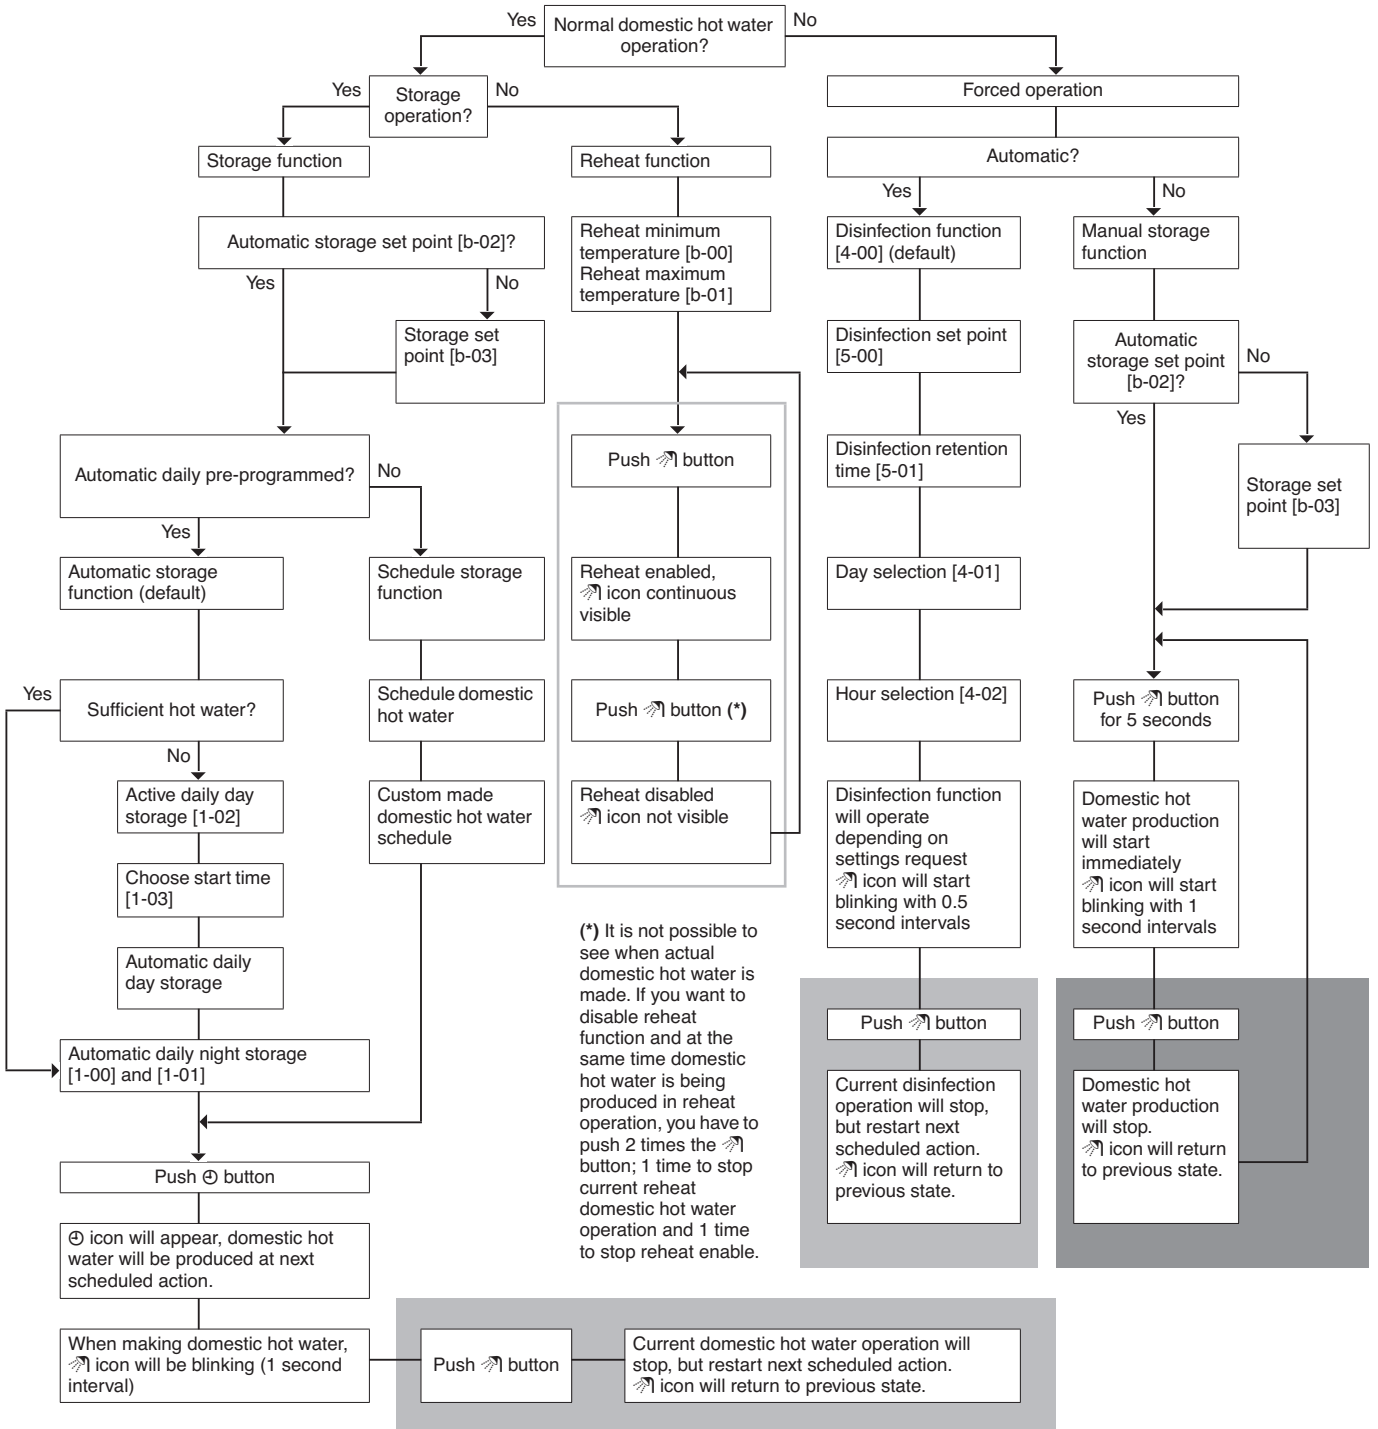 Normal domestic hot water
operation?
Yes
No
Storage
operation?
Yes
No
Storage function
Automatic storage set point [b-02]?
Yes
No
Storage set
point [b-03]
Automatic daily pre-programmed?
No
Yes
Automatic storage
function (default)
Schedule storage
function
Yes
Sufficient hot water?
No
Schedule domestic
hot water
Active daily day
storage [1-02]
Custom made
domestic hot water
schedule
Choose start time
[1-03]
Automatic daily
day storage
Automatic daily night storage
[1-00] and [1-01]
Push button
icon will appear, domestic hot
water will be produced at next
scheduled action.
When making domestic hot water,
icon will be blinking (1 second
interval)
Push button
Current domestic hot water operation will
stop, but restart next scheduled action.
icon will return to previous state.
Reheat function
Reheat minimum
temperature [b-00]
Reheat maximum
temperature [b-01]
Push button
Reheat enabled,
icon continuous
visible
Push button (*)
Reheat disabled
icon not visible
(*) It is not possible to
see when actual
domestic hot water is
made. If you want to
disable reheat
function and at the
same time domestic
hot water is being
produced in reheat
operation, you have to
push 2 times the
button; 1 time to stop
current reheat
domestic hot water
operation and 1 time
to stop reheat enable.
Forced operation
Automatic?
Yes
No
Disinfection function
[4-00] (default)
Disinfection set point
[5-00]
Disinfection retention
time [5-01]
Day selection [4-01]
Hour selection [4-02]
Disinfection function
will operate
depending on
settings request
icon will start
blinking with 0.5
second intervals
Push button
Current disinfection
operation will stop,
but restart next
scheduled action.
icon will return to
previous state.
Manual storage
function
Automatic
storage set point
[b-02]?
No
Yes
Storage set
point [b-03]
Push button
for 5 seconds
Domestic hot
water production
will start
immediately
icon will start
blinking with 1
second intervals
Push button
Domestic hot
water production
will stop.
icon will return
to previous state.